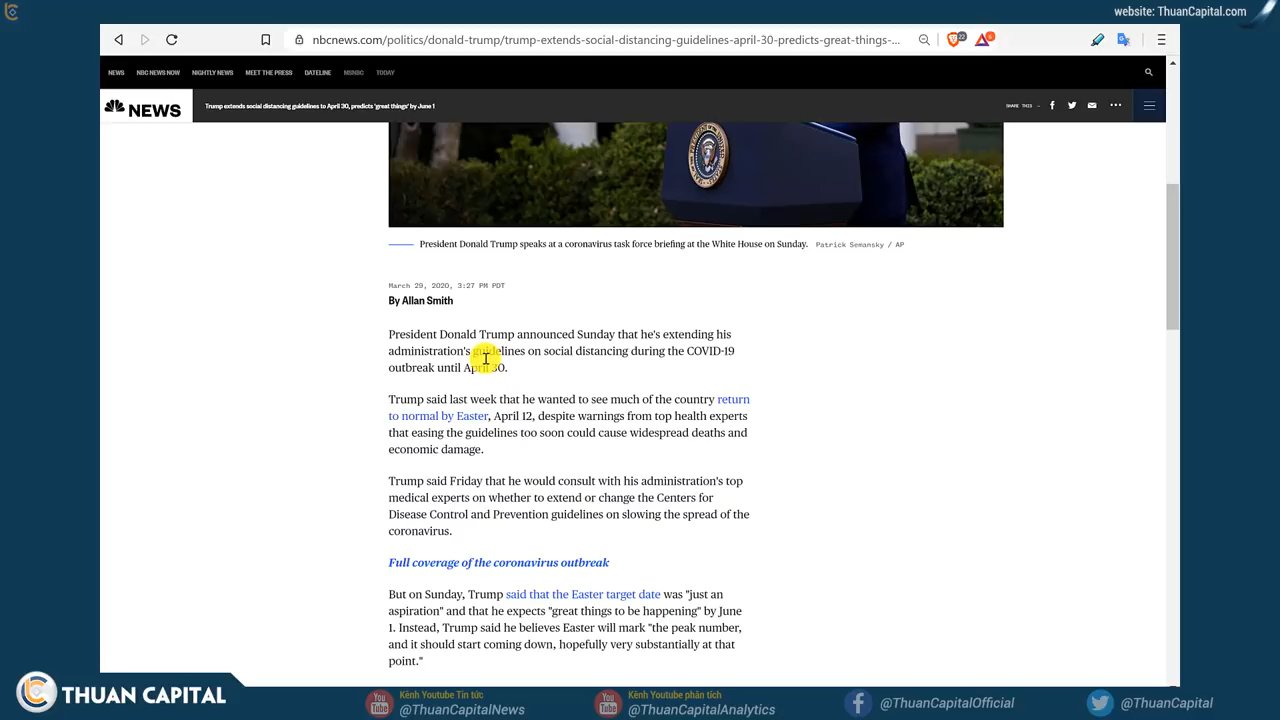 website: ThuanCapital.com
nbcnews.com/politics/donald-trump/trump-extends-social-distancing-guidelines-april-30-predicts-great-things-...
22
6
NEWS NBC NEWS NOW NIGHTLY NEWS MEET THE PRESS DATELINE MSNBC TODAY
NEWS
Trump extends social distancing guidelines to April 30, predicts 'great things' by June 1
SHARE THIS —
President Donald Trump speaks at a coronavirus task force briefing at the White House on Sunday. Patrick Semansky / AP
March 29, 2020, 3:27 PM PDT
By Allan Smith
President Donald Trump announced Sunday that he's extending his
administration's guidelines on social distancing during the COVID-19
outbreak until April 30.
Trump said last week that he wanted to see much of the country return
to normal by Easter, April 12, despite warnings from top health experts
that easing the guidelines too soon could cause widespread deaths and
economic damage.
Trump said Friday that he would consult with his administration's top
medical experts on whether to extend or change the Centers for
Disease Control and Prevention guidelines on slowing the spread of the
coronavirus.
Full coverage of the coronavirus outbreak
But on Sunday, Trump said that the Easter target date was "just an
aspiration" and that he expects "great things to be happening" by June
1. Instead, Trump said he believes Easter will mark "the peak number,
and it should start coming down, hopefully very substantially at that
point."
THUAN CAPITAL
You Tube
Kênh Youtube Tin tức:
@ThuanCapitalNews
You Tube
Kênh Youtube phân tích
@ThuanCapitalAnalytics
@ThuanCapitalOfficial
@ThuanCapital